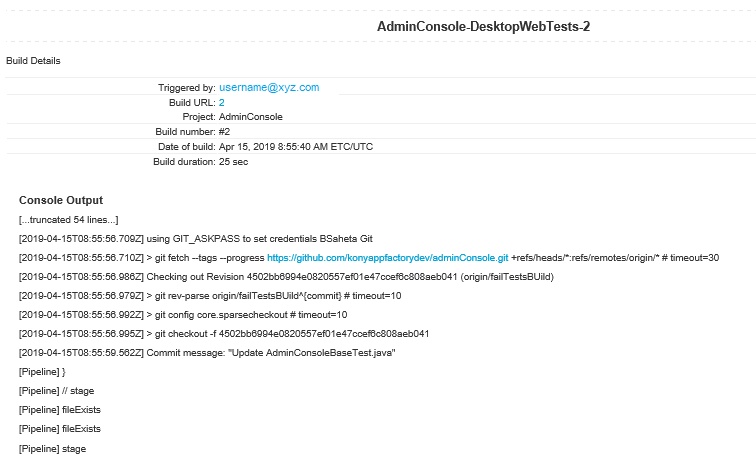 AdminConsole-DesktopWebTests-2
Build Details
Triggered by: username@xyz.com
Build URL: 2
Project: AdminConsole
Build number: #2
Date of build: Apr 15, 2019 8:55:40 AM ETC/UTC
Build duration: 25 sec
Console Output
[...truncated 54 lines...]
[2019-04-15T08:55:56.709Z] using GIT_ASKPASS to set credentials BSaheta Git
[2019-04-15T08:55:56.710Z] > git fetch --tags --progress https://github.com/konyappfactorydev/adminConsole.git +refs/heads/*:refs/remotes/origin/* # timeout=30
[2019-04-15T08:55:56.986Z] Checking out Revision 4502bb6994e0820557ef01e47ccef6c808aeb041 (origin/failTestsBUild)
[2019-04-15T08:55:56.979Z] > git rev-parse origin/failTestsBUild^{commit} # timeout=10
[2019-04-15T08:55:56.992Z] > git config core.sparsecheckout # timeout=10
[2019-04-15T08:55:56.995Z] > git checkout -f 4502bb6994e0820557ef01e47ccef6c808aeb041
[2019-04-15T08:55:59.562Z] Commit message: "Update AdminConsoleBaseTest.java"
[Pipeline] }
[Pipeline] // stage
[Pipeline] fileExists
[Pipeline] fileExists
[Pipeline] stage